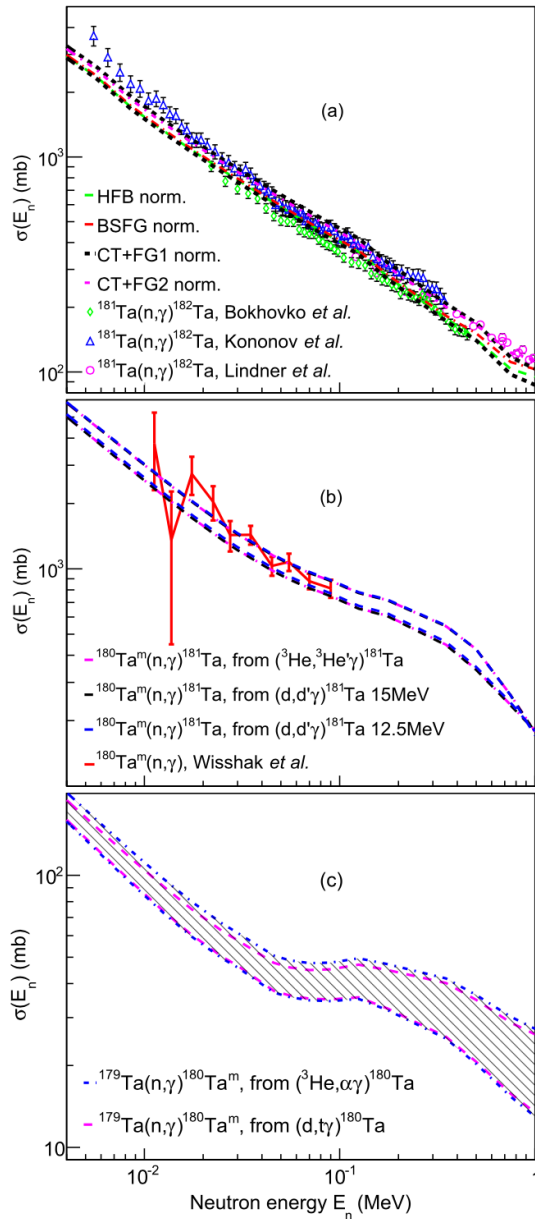 (a)
σ(Eₙ) (mb)
10³
10²
HFB norm.
BSFG norm.
CT+FG1 norm.
CT+FG2 norm.
¹⁸¹Ta(n,γ)¹⁸²Ta, Bokhovko et al.
¹⁸¹Ta(n,γ)¹⁸²Ta, Kononov et al.
¹⁸¹Ta(n,γ)¹⁸²Ta, Lindner et al.
(b)
σ(Eₙ) (mb)
10³
¹⁸⁰Taᵐ(n,γ)¹⁸¹Ta, from (³He,³He'γ)¹⁸¹Ta
¹⁸⁰Taᵐ(n,γ)¹⁸¹Ta, from (d,d'γ)¹⁸¹Ta 15MeV
¹⁸⁰Taᵐ(n,γ)¹⁸¹Ta, from (d,d'γ)¹⁸¹Ta 12.5MeV
¹⁸⁰Taᵐ(n,γ), Wisshak et al.
(c)
σ(Eₙ) (mb)
10²
10
¹⁷⁹Ta(n,γ)¹⁸⁰Taᵐ, from (³He,αγ)¹⁸⁰Ta
¹⁷⁹Ta(n,γ)¹⁸⁰Taᵐ, from (d,tγ)¹⁸⁰Ta
10⁻² 10⁻¹ 1
Neutron energy Eₙ (MeV)